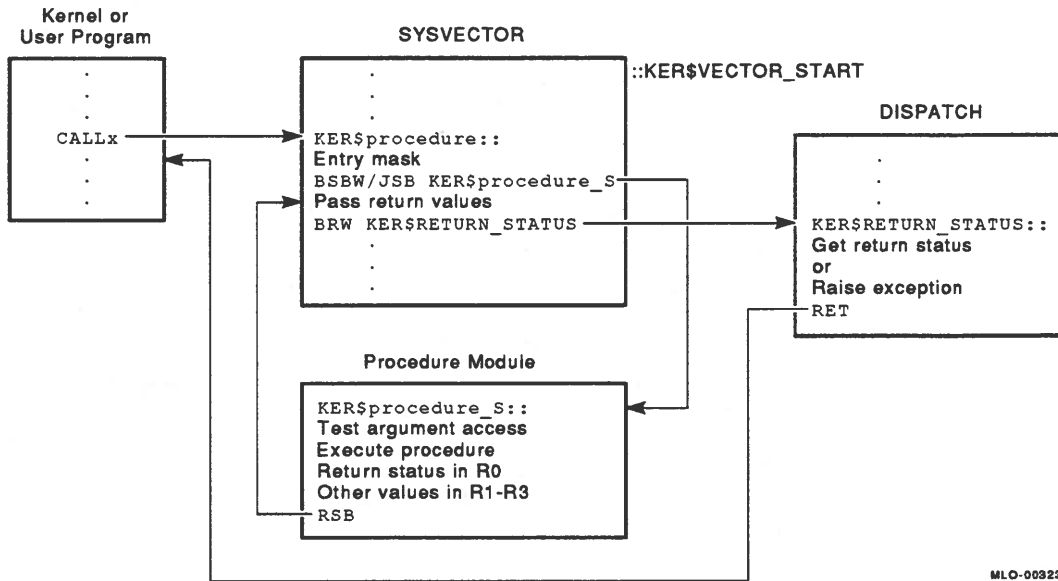 Kernel or
User Program
CALLx
SYSVECTOR
::KER$VECTOR_START
KER$procedure::
Entry mask
BSBW/JSB KER$procedure_S
Pass return values
BRW KER$RETURN_STATUS
DISPATCH
KER$RETURN_STATUS::
Get return status
or
Raise exception
RET
Procedure Module
KER$procedure_S::
Test argument access
Execute procedure
Return status in R0
Other values in R1-R3
RSB
MLO-00323